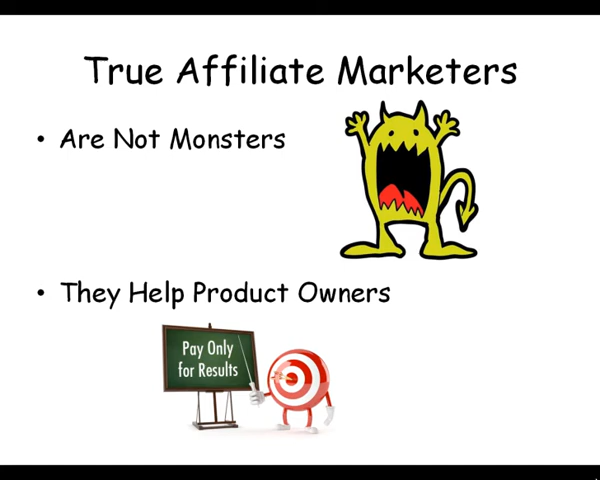 True Affiliate Marketers
• Are Not Monsters
• They Help Product Owners
Pay Only
for Results